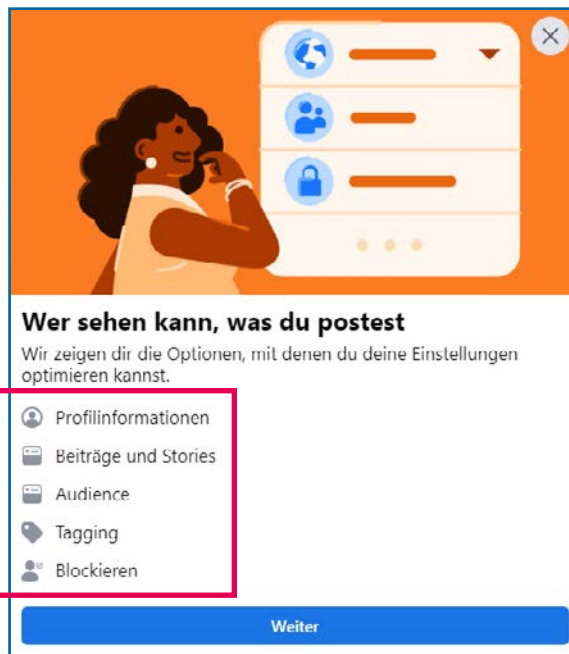 Wer sehen kann, was du postest
Wir zeigen dir die Optionen, mit denen du deine Einstellungen
optimieren kannst.
Profilinformationen
Beiträge und Stories
Audience
Tagging
Blockieren
Weiter